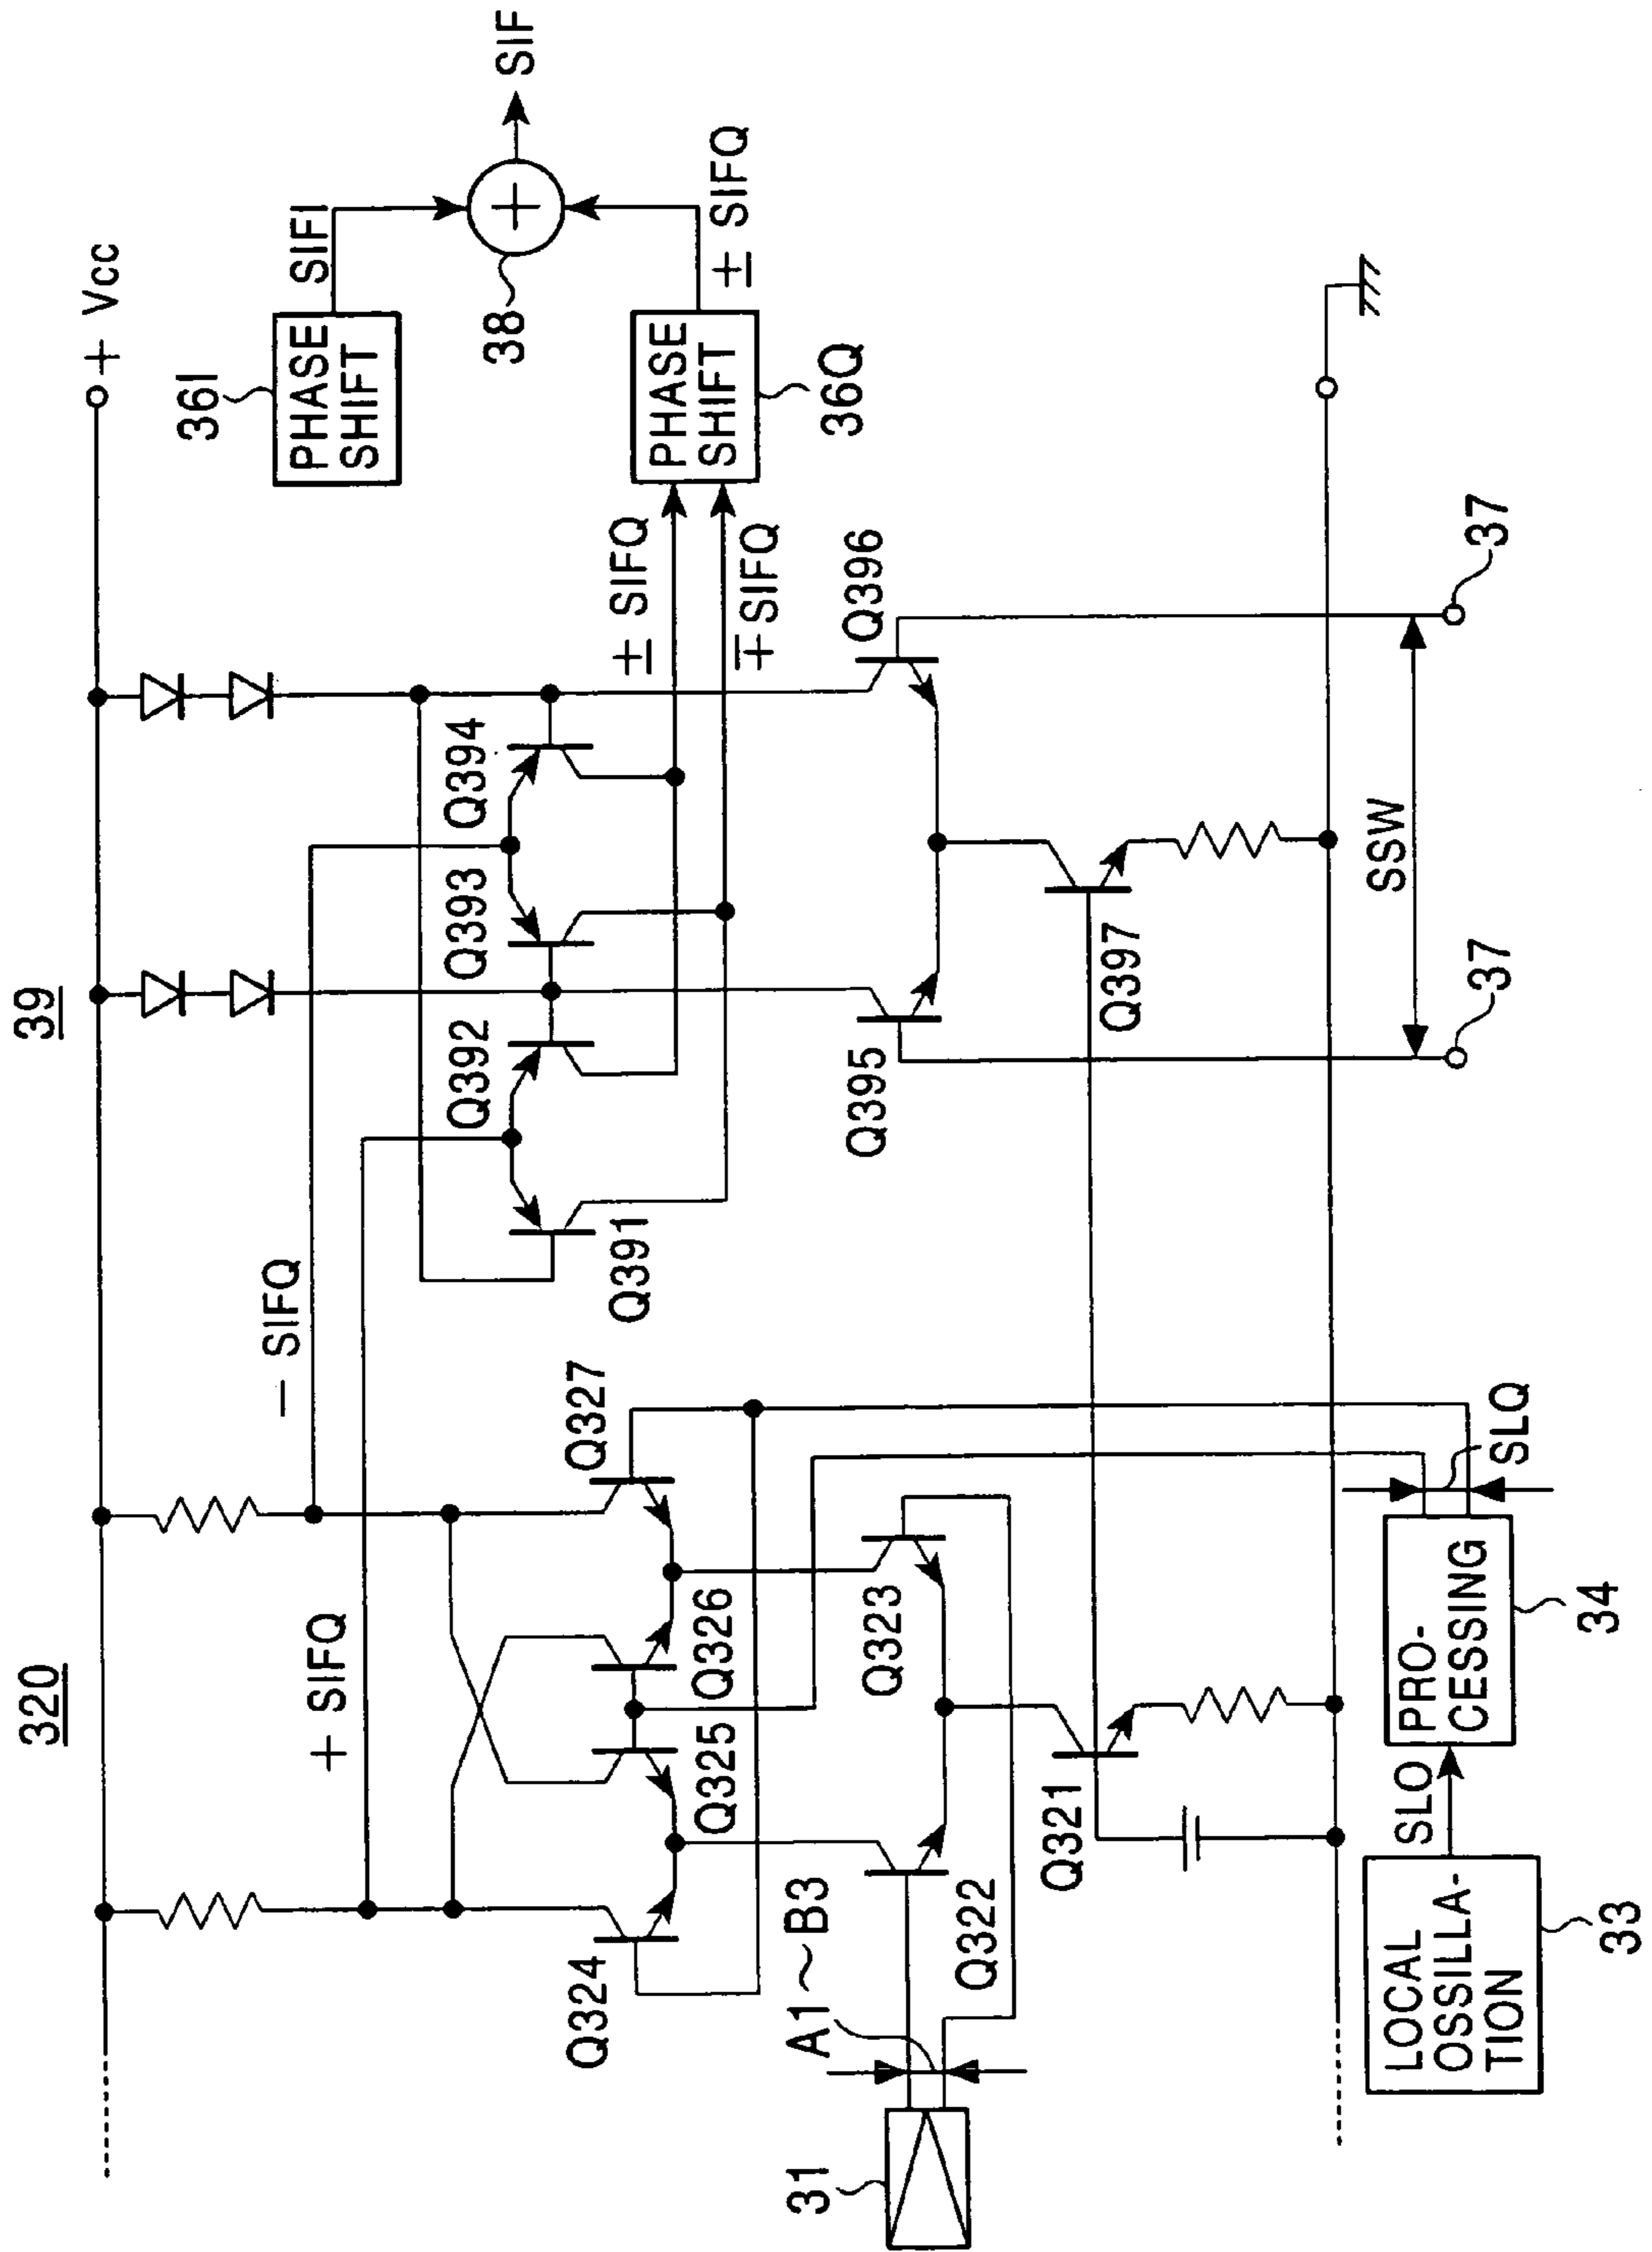 320
39
+ Vcc
36I
PHASE
SHIFT
SIFI
SIF
38
- SIFQ
+ SIFQ
Q324
Q325
Q326
Q327
Q391
Q392
Q393
Q394
± SIFQ
∓ SIFQ
PHASE
SHIFT
36Q
± SIFQ
31
A1~B3
Q322
Q323
Q395
Q396
Q321
Q397
LOCAL
OSSILLA-
TION
33
SLO
PRO-
CESSING
34
SLQ
SSW
37
37